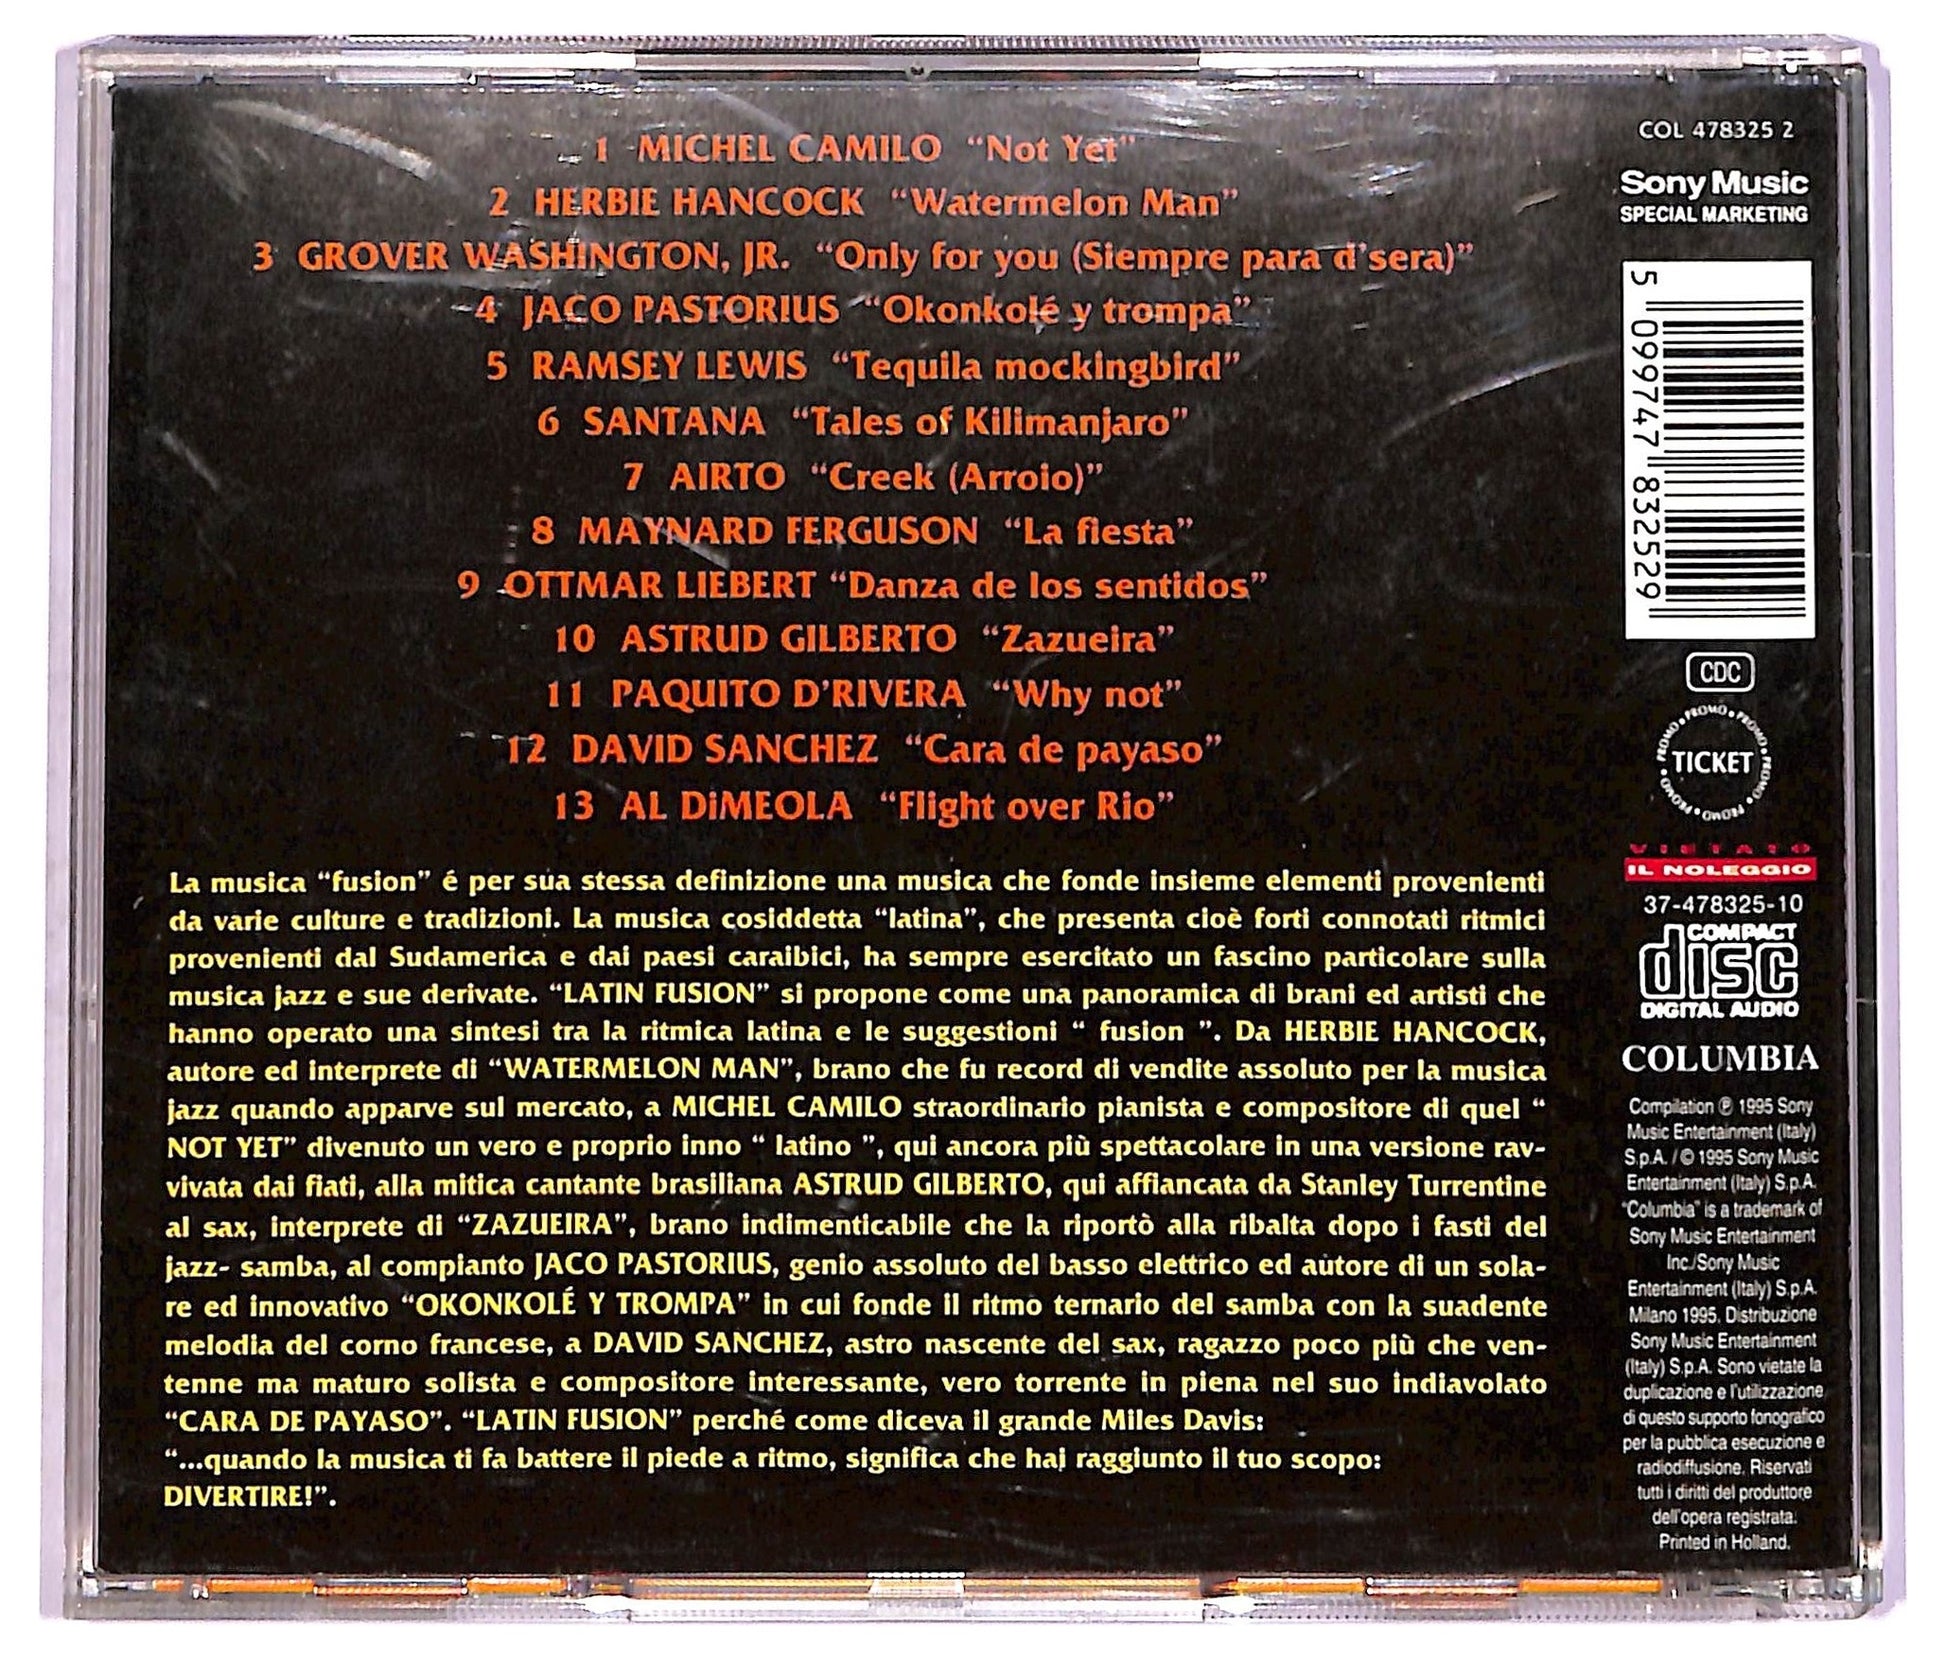 1 MICHEL CAMILO “Not Yet”
2 HERBIE HANCOCK “Watermelon Man”
3 GROVER WASHINGTON, JR. “Only for you (Siempre para d'sera)”
4 JACO PASTORIUS “Okonkolé y trompa”
5 RAMSEY LEWIS “Tequila mockingbird”
6 SANTANA “Tales of Kilimanjaro”
7 AIRTO “Creek (Arroio)”
8 MAYNARD FERGUSON “La fiesta”
9 OTTMAR LIEBERT “Danza de los sentidos”
10 ASTRUD GILBERTO “Zazueira”
11 PAQUITO D'RIVERA “Why not”
12 DAVID SANCHEZ “Cara de payaso”
13 AL DiMEOLA “Flight over Rio”
La musica “fusion” é per sua stessa definizione una musica che fonde insieme elementi provenienti
da varie culture e tradizioni. La musica cosiddetta “latina”, che presenta cioè forti connotati ritmici
provenienti dal Sudamerica e dai paesi caraibici, ha sempre esercitato un fascino particolare sulla
musica jazz e sue derivate. “LATIN FUSION” si propone come una panoramica di brani ed artisti che
hanno operato una sintesi tra la ritmica latina e le suggestioni “ fusion ”. Da HERBIE HANCOCK,
autore ed interprete di “WATERMELON MAN”, brano che fu record di vendite assoluto per la musica
jazz quando apparve sul mercato, a MICHEL CAMILO straordinario pianista e compositore di quel “
NOT YET” divenuto un vero e proprio inno “ latino ”, qui ancora più spettacolare in una versione rav-
vivata dai fiati, alla mitica cantante brasiliana ASTRUD GILBERTO, qui affiancata da Stanley Turrentine
al sax, interprete di “ZAZUEIRA”, brano indimenticabile che la riportò alla ribalta dopo i fasti del
jazz- samba, al compianto JACO PASTORIUS, genio assoluto del basso elettrico ed autore di un sola-
re ed innovativo “OKONKOLÉ Y TROMPA” in cui fonde il ritmo ternario del samba con la suadente
melodia del corno francese, a DAVID SANCHEZ, astro nascente del sax, ragazzo poco più che ven-
tenne ma maturo solista e compositore interessante, vero torrente in piena nel suo indiavolato
“CARA DE PAYASO”. “LATIN FUSION” perché come diceva il grande Miles Davis:
“...quando la musica ti fa battere il piede a ritmo, significa che hai raggiunto il tuo scopo:
DIVERTIRE!”.
COL 478325 2
Sony Music
SPECIAL MARKETING
5 099747 832529
CDC
PROMO • PROMO • PROMO • PROMO • PROMO • PROMO •
TICKET
VIETATO
IL NOLEGGIO
37-478325-10
COMPACT
disc
DIGITAL AUDIO
COLUMBIA
Compilation ℗ 1995 Sony
Music Entertainment (Italy)
S.p.A. / © 1995 Sony Music
Entertainment (Italy) S.p.A.
“Columbia” is a trademark of
Sony Music Entertainment
Inc./Sony Music
Entertainment (Italy) S.p.A.
Milano 1995. Distribuzione
Sony Music Entertainment
(Italy) S.p.A. Sono vietate la
duplicazione e l'utilizzazione
di questo supporto fonografico
per la pubblica esecuzione e
radiodiffusione. Riservati
tutti i diritti del produttore
dell'opera registrata.
Printed in Holland.